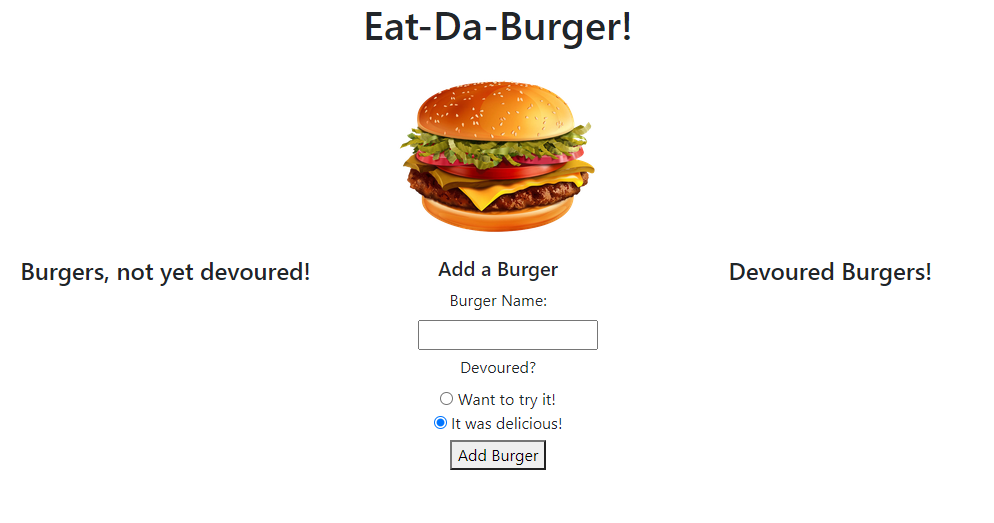 Eat-Da-Burger!
Burgers, not yet devoured!
Add a Burger
Burger Name:
Devoured?
Want to try it!
It was delicious!
Add Burger
Devoured Burgers!